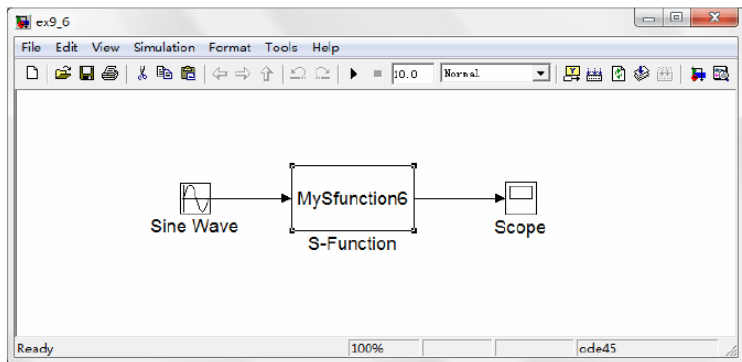 ex9_6
File Edit View Simulation Format Tools Help
10.0 Normal
MySfunction6
Sine Wave
S-Function
Scope
Ready 100% ode45